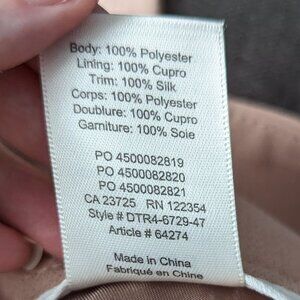 Body: 100% Polyester
Lining: 100% Cupro
Trim: 100% Silk
Corps: 100% Polyester
Doublure: 100% Cupro
Garniture: 100% Soie
PO 4500082819
PO 4500082820
PO 4500082821
CA 23725 RN 122354
Style # DTR4-6729-47
Article # 64274
Made in China
Fabriqué en Chine